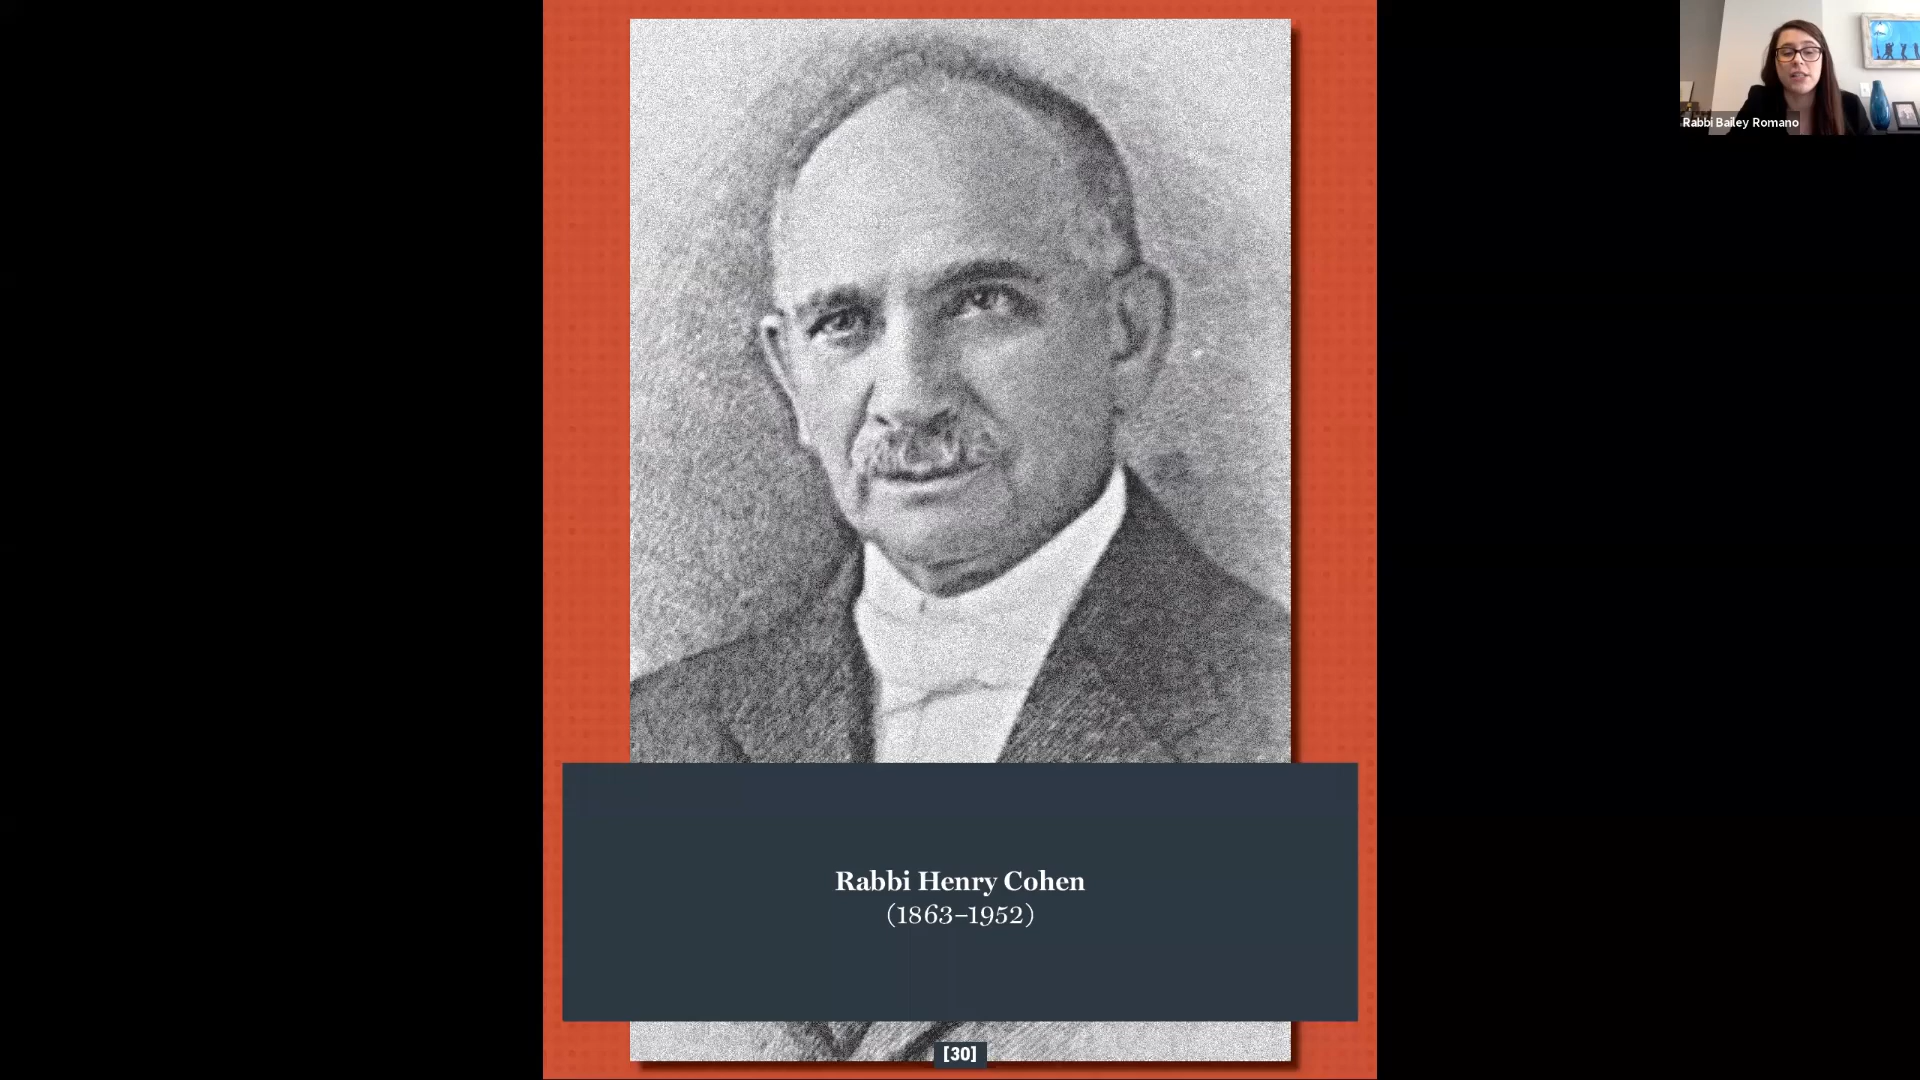 Rabbi Bailey Romano
Rabbi Henry Cohen
(1863–1952)
[30]